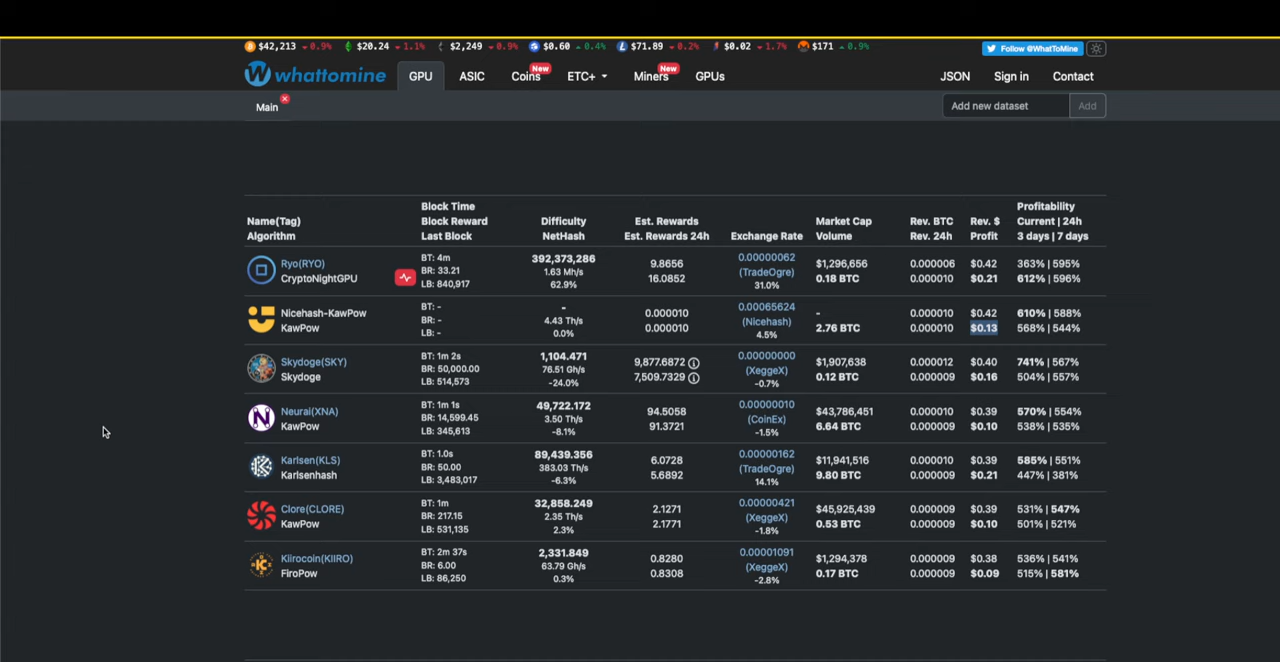 $42,213 -0.9% $20.24 -1.1% $2,249 -0.9% $0.60 0.4% $71.89 -0.2% $0.02 -1.7% $171 0.9% Follow @WhatToMine
whattomine GPU ASIC Coins New ETC+ Miners New GPUs JSON Sign in Contact
Main Add new dataset Add
Name(Tag) Algorithm
Block Time Block Reward Last Block
Difficulty NetHash
Est. Rewards Est. Rewards 24h
Exchange Rate
Market Cap Volume
Rev. BTC Rev. 24h
Rev. $ Profit
Profitability Current | 24h 3 days | 7 days
Ryo(RYO) BT: 4m 392,373,286 9.8656 0.00000062 $1,296,656 0.000006 $0.42 363% | 595%
CryptoNightGPU BR: 33.21 1.63 Mh/s 16.0852 (TradeOgre) 0.18 BTC 0.000010 $0.21 612% | 596%
LB: 840,917 62.9% 31.0%
Nicehash-KawPow BT: - - 0.000010 0.00065624 - 0.000010 $0.42 610% | 588%
KawPow BR: - 4.43 Th/s 0.000010 (Nicehash) 2.76 BTC 0.000010 $0.13 568% | 544%
LB: - 0.0% 4.5%
Skydoge(SKY) BT: 1m 2s 1,104.471 9,877.6872 0.00000000 $1,907,638 0.000012 $0.40 741% | 567%
Skydoge BR: 50,000.00 76.51 Gh/s 7,509.7329 (XeggeX) 0.12 BTC 0.000009 $0.16 504% | 557%
LB: 514,573 -24.0% -0.7%
Neurai(XNA) BT: 1m 1s 49,722.172 94.5058 0.00000010 $43,786,451 0.000010 $0.39 570% | 554%
KawPow BR: 14,599.45 3.50 Th/s 91.3721 (CoinEx) 6.64 BTC 0.000009 $0.10 538% | 535%
LB: 345,613 -8.1% -1.5%
Karlsen(KLS) BT: 1.0s 89,439.356 6.0728 0.00000162 $11,941,516 0.000010 $0.39 585% | 551%
Karlsenhash BR: 50.00 383.03 Th/s 5.6892 (TradeOgre) 9.80 BTC 0.000009 $0.21 447% | 381%
LB: 3,483,017 -6.3% 14.1%
Clore(CLORE) BT: 1m 32,858.249 2.1271 0.00000421 $45,925,439 0.000009 $0.39 531% | 547%
KawPow BR: 217.15 2.35 Th/s 2.1771 (XeggeX) 0.53 BTC 0.000009 $0.10 501% | 521%
LB: 531,135 2.3% -1.8%
Kiirocoin(KIIRO) BT: 2m 37s 2,331.849 0.8280 0.00001091 $1,294,378 0.000009 $0.38 536% | 541%
FiroPow BR: 6.00 63.79 Gh/s 0.8308 (XeggeX) 0.17 BTC 0.000009 $0.09 515% | 581%
LB: 86,250 0.3% -2.8%